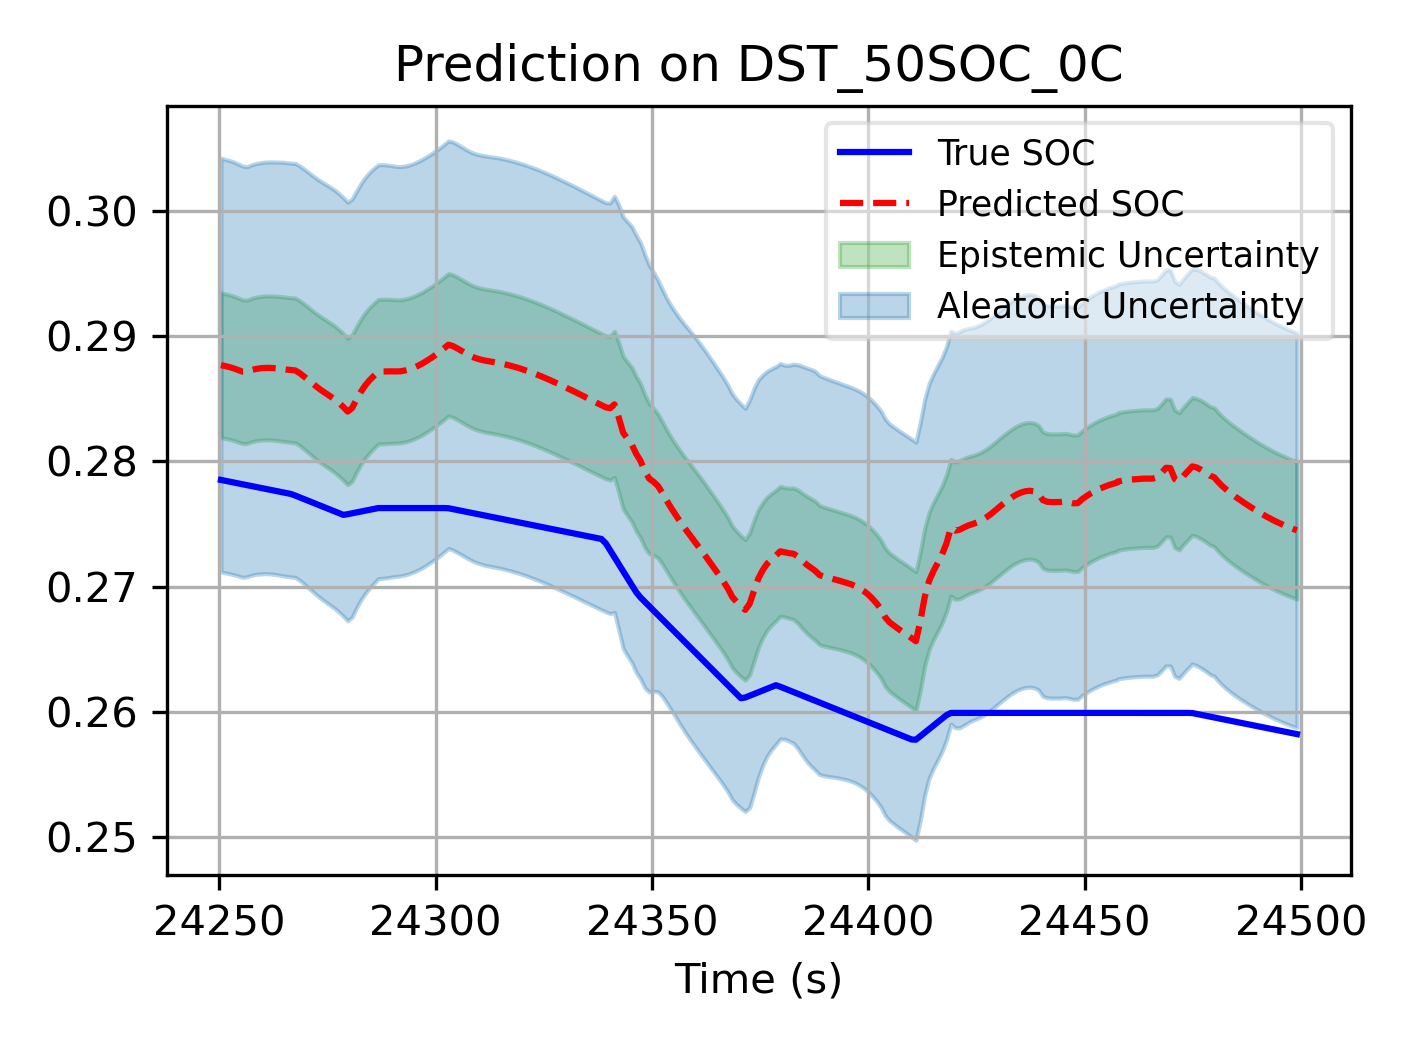 Prediction on DST_50SOC_0C
True SOC
Predicted SOC
Epistemic Uncertainty
Aleatoric Uncertainty
0.30
0.29
0.28
0.27
0.26
0.25
24250 24300 24350 24400 24450 24500
Time (s)